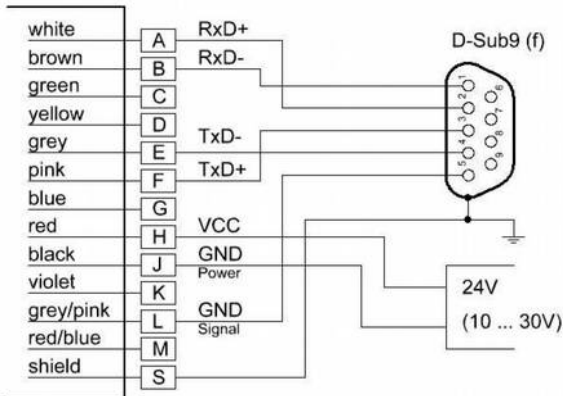 white A RxD+
D-Sub9 (f)
brown B RxD-
green C
yellow D
grey E TxD-
pink F TxD+
blue G
red H VCC
black J GND
Power
violet K
grey/pink L GND
Signal
red/blue M
shield S
1
2
3
4
5
6
7
8
9
24V
(10 ... 30V)